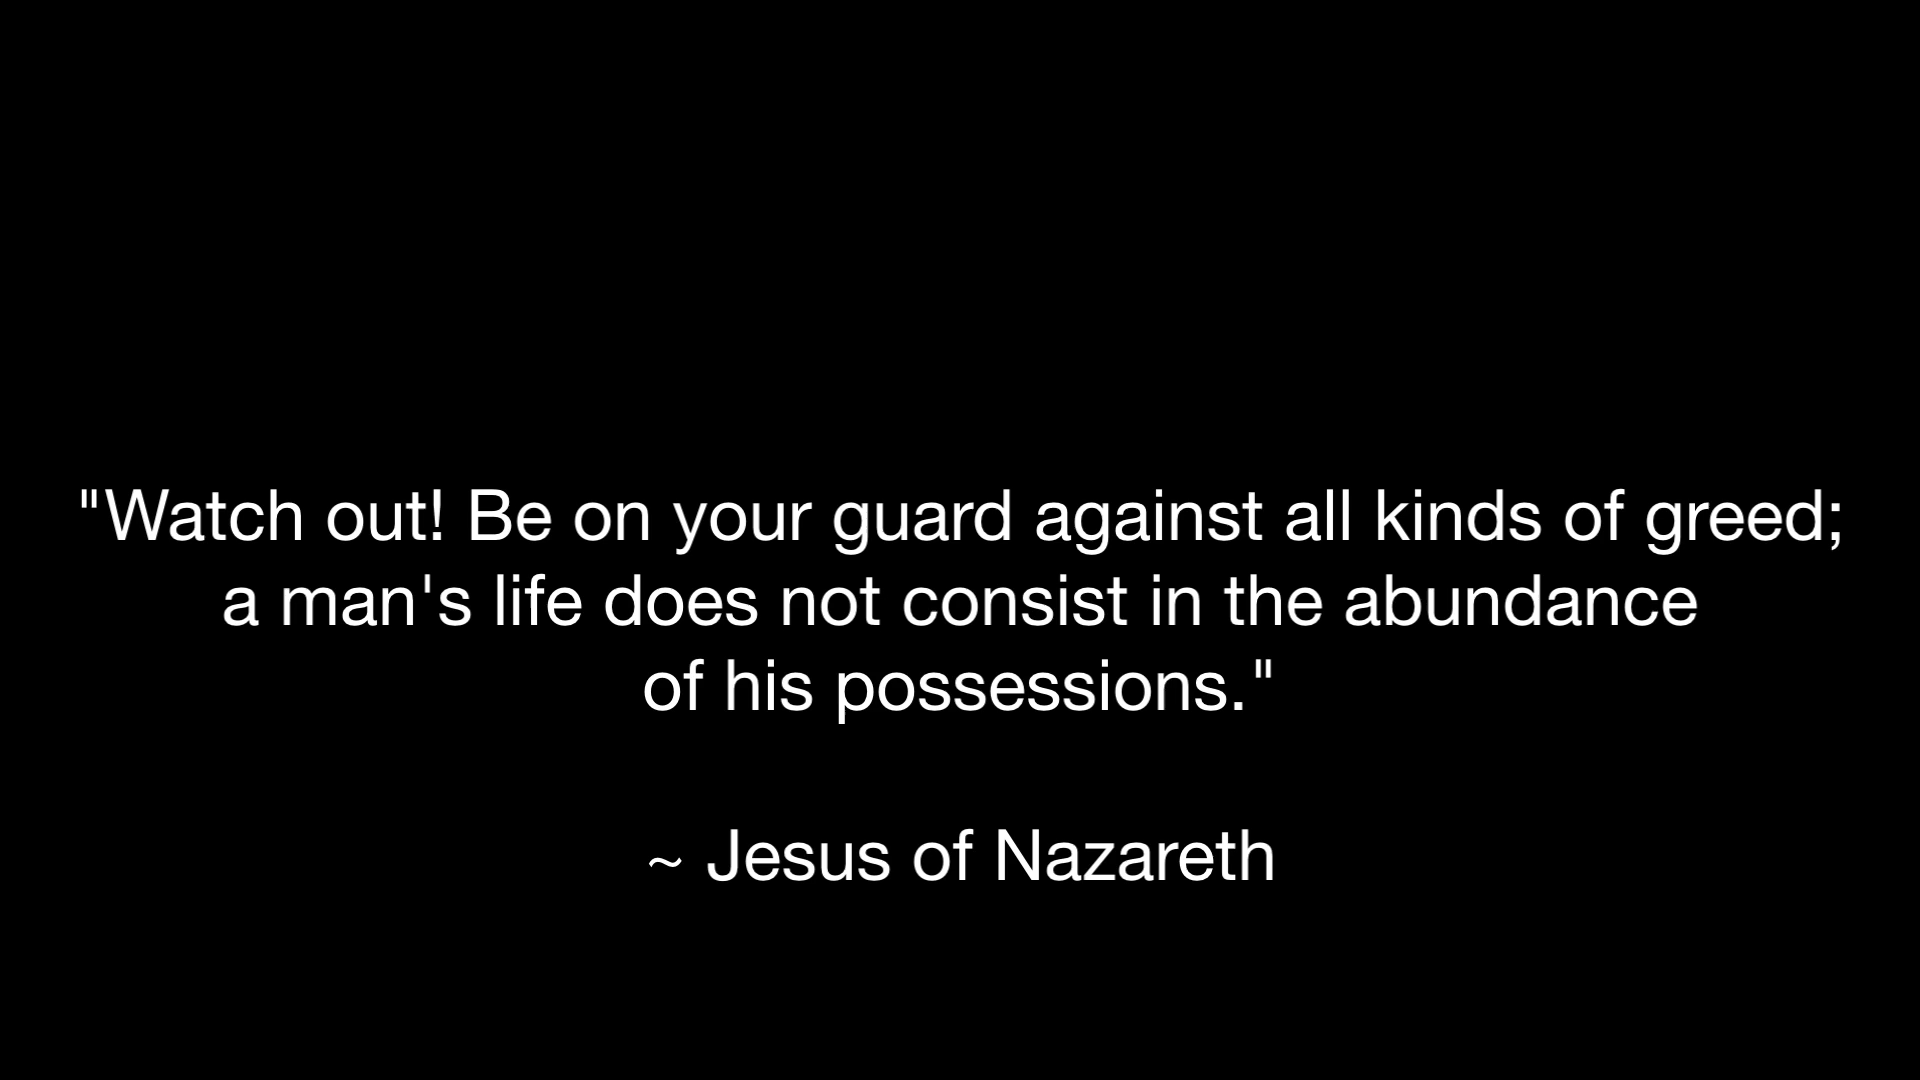 "Watch out! Be on your guard against all kinds of greed;
a man's life does not consist in the abundance
of his possessions."
~ Jesus of Nazareth